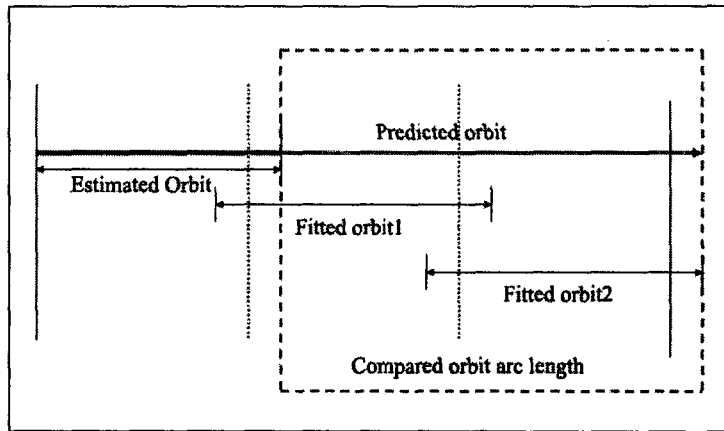 Predicted orbit
Estimated Orbit
Fitted orbit1
Fitted orbit2
Compared orbit arc length